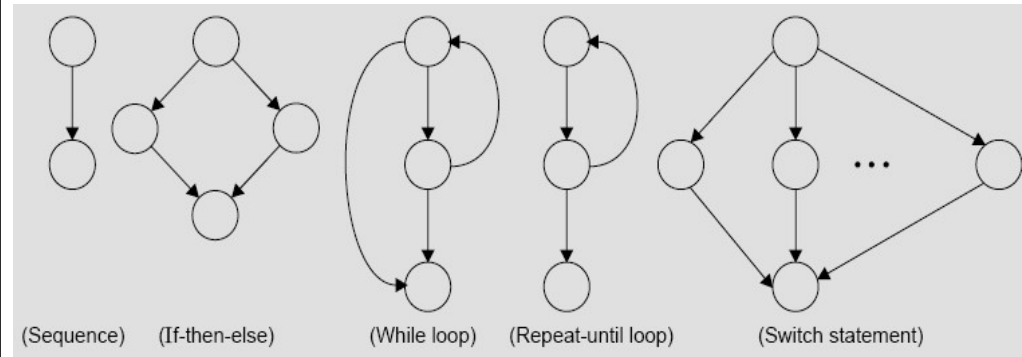 (Sequence) (If-then-else) (While loop) (Repeat-until loop) (Switch statement)